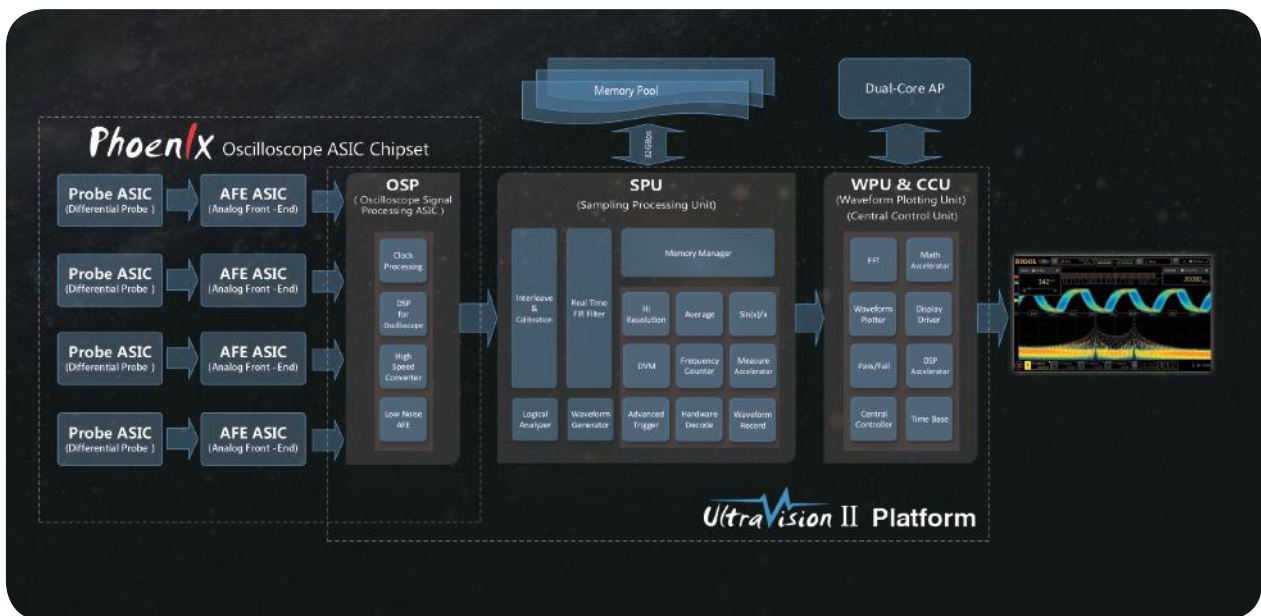 Memory Pool
Dual-Core AP
32GBps
PhoenIx Oscilloscope ASIC Chipset
Probe ASIC
(Differential Probe )
AFE ASIC
(Analog Front -End)
Probe ASIC
(Differential Probe )
AFE ASIC
(Analog Front -End)
Probe ASIC
(Differential Probe )
AFE ASIC
(Analog Front -End)
Probe ASIC
(Differential Probe )
AFE ASIC
(Analog Front -End)
OSP
( Oscilloscope Signal
Processing ASIC )
Clock
Processing
DSP
for
Oscilloscope
High
Speed
Converter
Low Noise
AFE
SPU
(Sampling Processing Unit)
Interleave
&
Calibration
Real Time
FIR Filter
Memory Manager
Hi
Resolution
Average
Sin(x)/x
DVM
Frequency
Counter
Measure
Accelerator
Logical
Analyzer
Waveform
Generator
Advanced
Trigger
Hardware
Decode
Waveform
Record
WPU & CCU
(Waveform Plotting Unit)
(Central Control Unit)
FFT
Math
Accelerator
Waveform
Plotter
Display
Driver
Pass/Fail
DSP
Accelerator
Central
Controller
Time Base
RIGOL
342
UltraVision II Platform